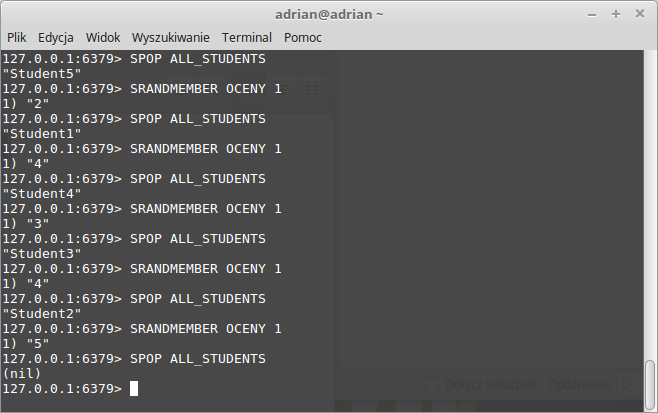 adrian@adrian ~
Plik Edycja Widok Wyszukiwanie Terminal Pomoc
127.0.0.1:6379> SPOP ALL_STUDENTS
"Student5"
127.0.0.1:6379> SRANDMEMBER OCENY 1
1) "2"
127.0.0.1:6379> SPOP ALL_STUDENTS
"Student1"
127.0.0.1:6379> SRANDMEMBER OCENY 1
1) "4"
127.0.0.1:6379> SPOP ALL_STUDENTS
"Student4"
127.0.0.1:6379> SRANDMEMBER OCENY 1
1) "3"
127.0.0.1:6379> SPOP ALL_STUDENTS
"Student3"
127.0.0.1:6379> SRANDMEMBER OCENY 1
1) "4"
127.0.0.1:6379> SPOP ALL_STUDENTS
"Student2"
127.0.0.1:6379> SRANDMEMBER OCENY 1
1) "5"
127.0.0.1:6379> SPOP ALL_STUDENTS
(nil)
Dołącz wskaźnik Opóźnienie: 0
127.0.0.1:6379>